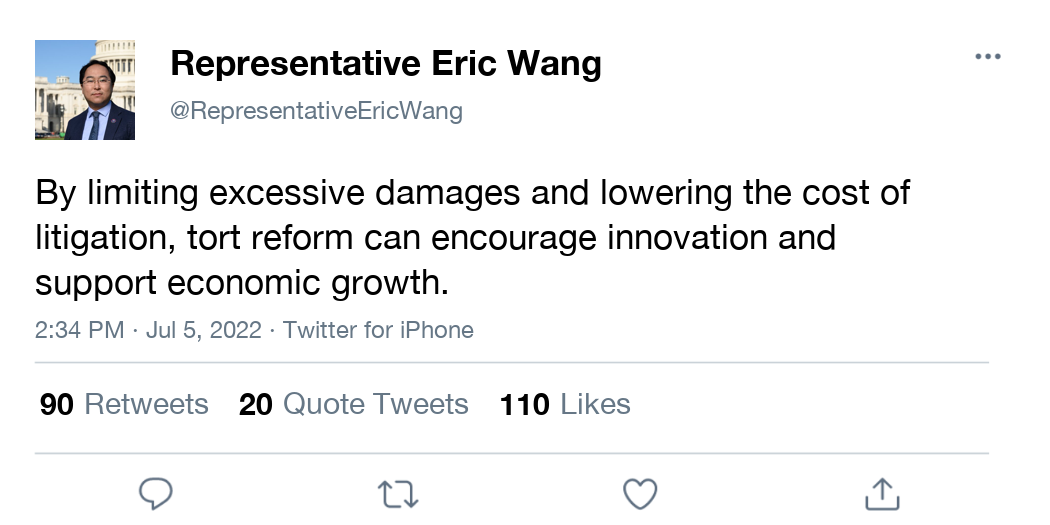 Representative Eric Wang
@RepresentativeEricWang
By limiting excessive damages and lowering the cost of
litigation, tort reform can encourage innovation and
support economic growth.
2:34 PM · Jul 5, 2022 · Twitter for iPhone
90 Retweets 20 Quote Tweets 110 Likes